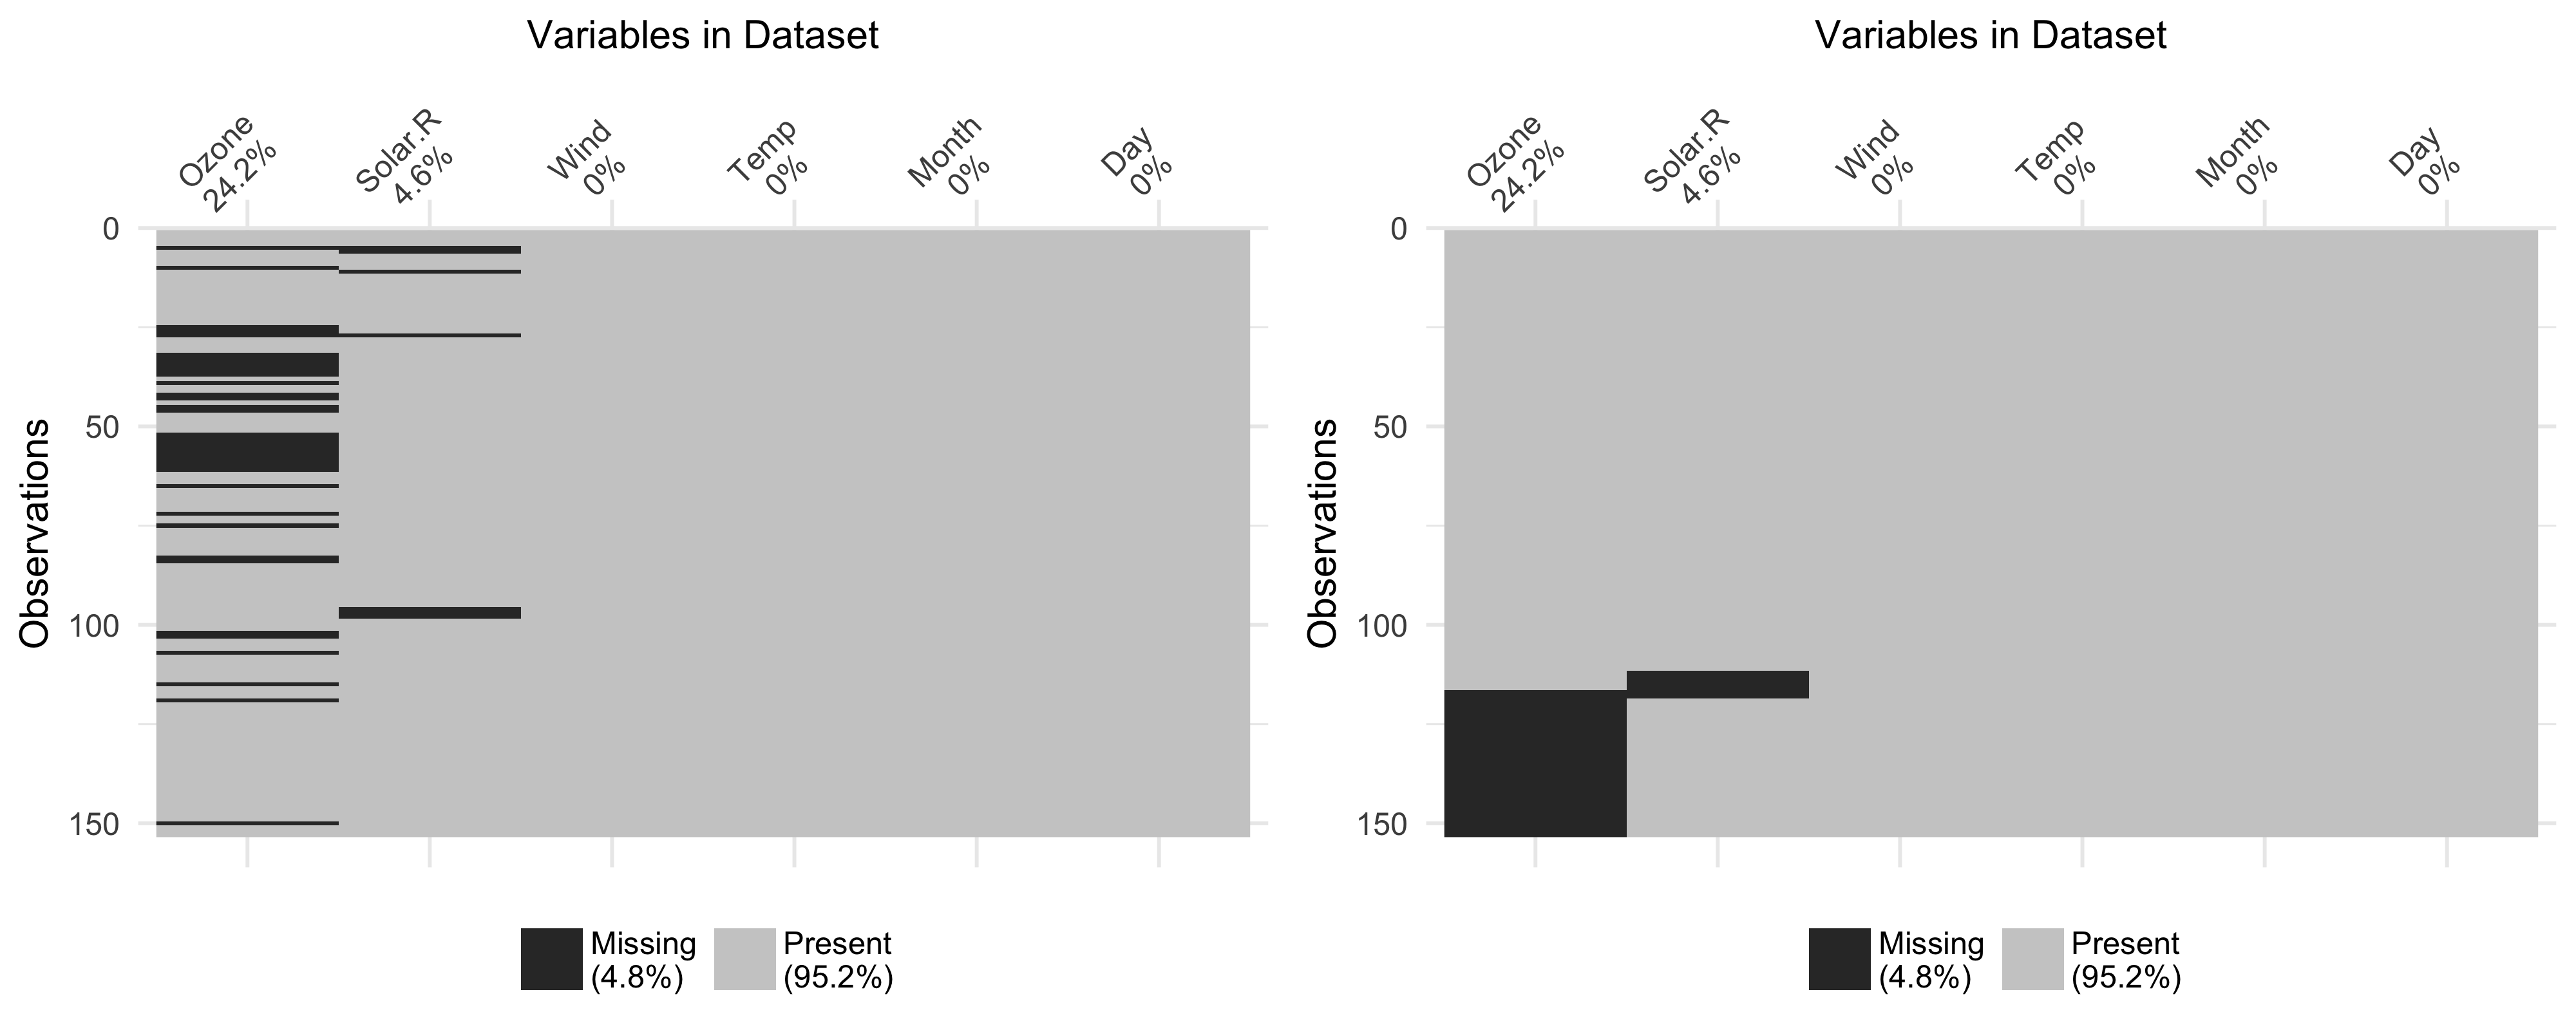 Variables in Dataset
Ozone
24.2%
Solar.R
4.6%
Wind
0%
Temp
0%
Month
0%
Day
0%
0
50
100
150
Observations
Missing
(4.8%)
Present
(95.2%)
Variables in Dataset
Ozone
24.2%
Solar.R
4.6%
Wind
0%
Temp
0%
Month
0%
Day
0%
0
50
100
150
Observations
Missing
(4.8%)
Present
(95.2%)